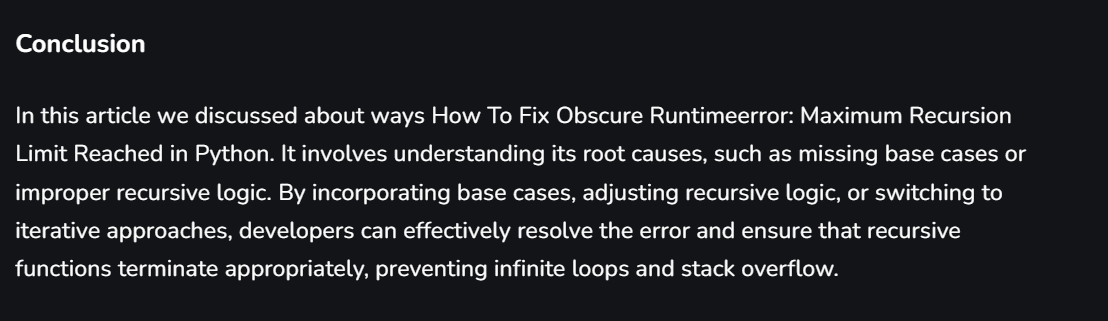 Conclusion
In this article we discussed about ways How To Fix Obscure Runtimeerror: Maximum Recursion
Limit Reached in Python. It involves understanding its root causes, such as missing base cases or
improper recursive logic. By incorporating base cases, adjusting recursive logic, or switching to
iterative approaches, developers can effectively resolve the error and ensure that recursive
functions terminate appropriately, preventing infinite loops and stack overflow.